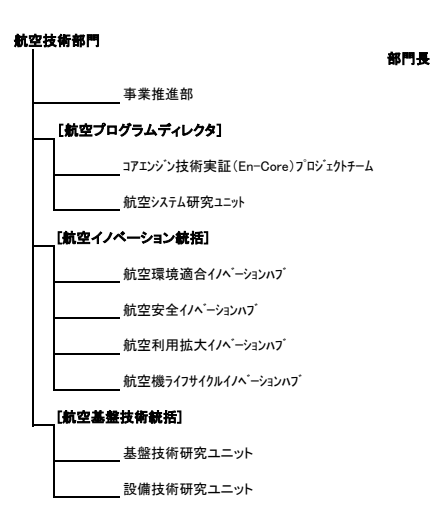 航空技術部門
部門長
事業推進部
[航空プログラムディレクタ]
コアエンジン技術実証(En-Core)プロジェクトチーム
航空システム研究ユニット
[航空イノベーション統括]
航空環境適合イノベーションハブ
航空安全イノベーションハブ
航空利用拡大イノベーションハブ
航空機ライフサイクルイノベーションハブ
[航空基盤技術統括]
基盤技術研究ユニット
設備技術研究ユニット